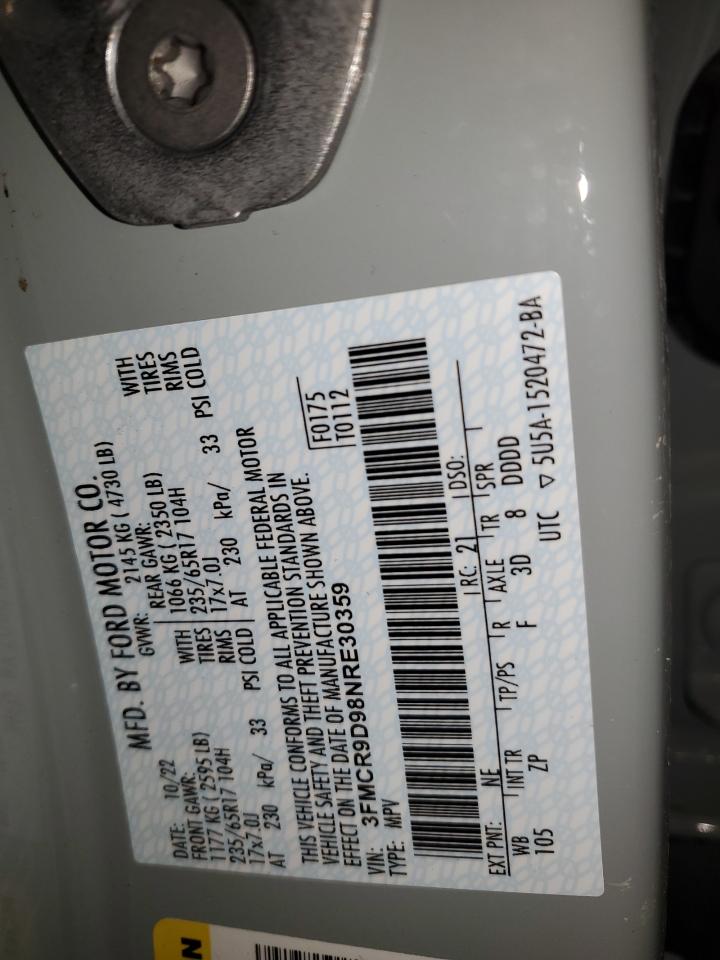 MFD. BY FORD MOTOR CO.
DATE: 10/22 GVWR: 2145 KG ( 4730 LB)
FRONT GAWR: REAR GAWR:
1177 KG ( 2595 LB) WITH 1066 KG ( 2350 LB) WITH
235/65R17 104H TIRES 235/65R17 104H TIRES
17x7.0J RIMS 17x7.0J RIMS
AT 230 kPa/ 33 PSI COLD AT 230 kPa/ 33 PSI COLD
THIS VEHICLE CONFORMS TO ALL APPLICABLE FEDERAL MOTOR
VEHICLE SAFETY AND THEFT PREVENTION STANDARDS IN
EFFECT ON THE DATE OF MANUFACTURE SHOWN ABOVE.
VIN: 3FMCR9D98NRE30359 F0175
TYPE: MPV T0112
EXT PNT: NE RC: 21 DSO:
WB INT TR TP/PS R AXLE TR SPR
105 ZP F 3D 8 DDDD
UTC ▽ 5U5A-1520472-BA
N